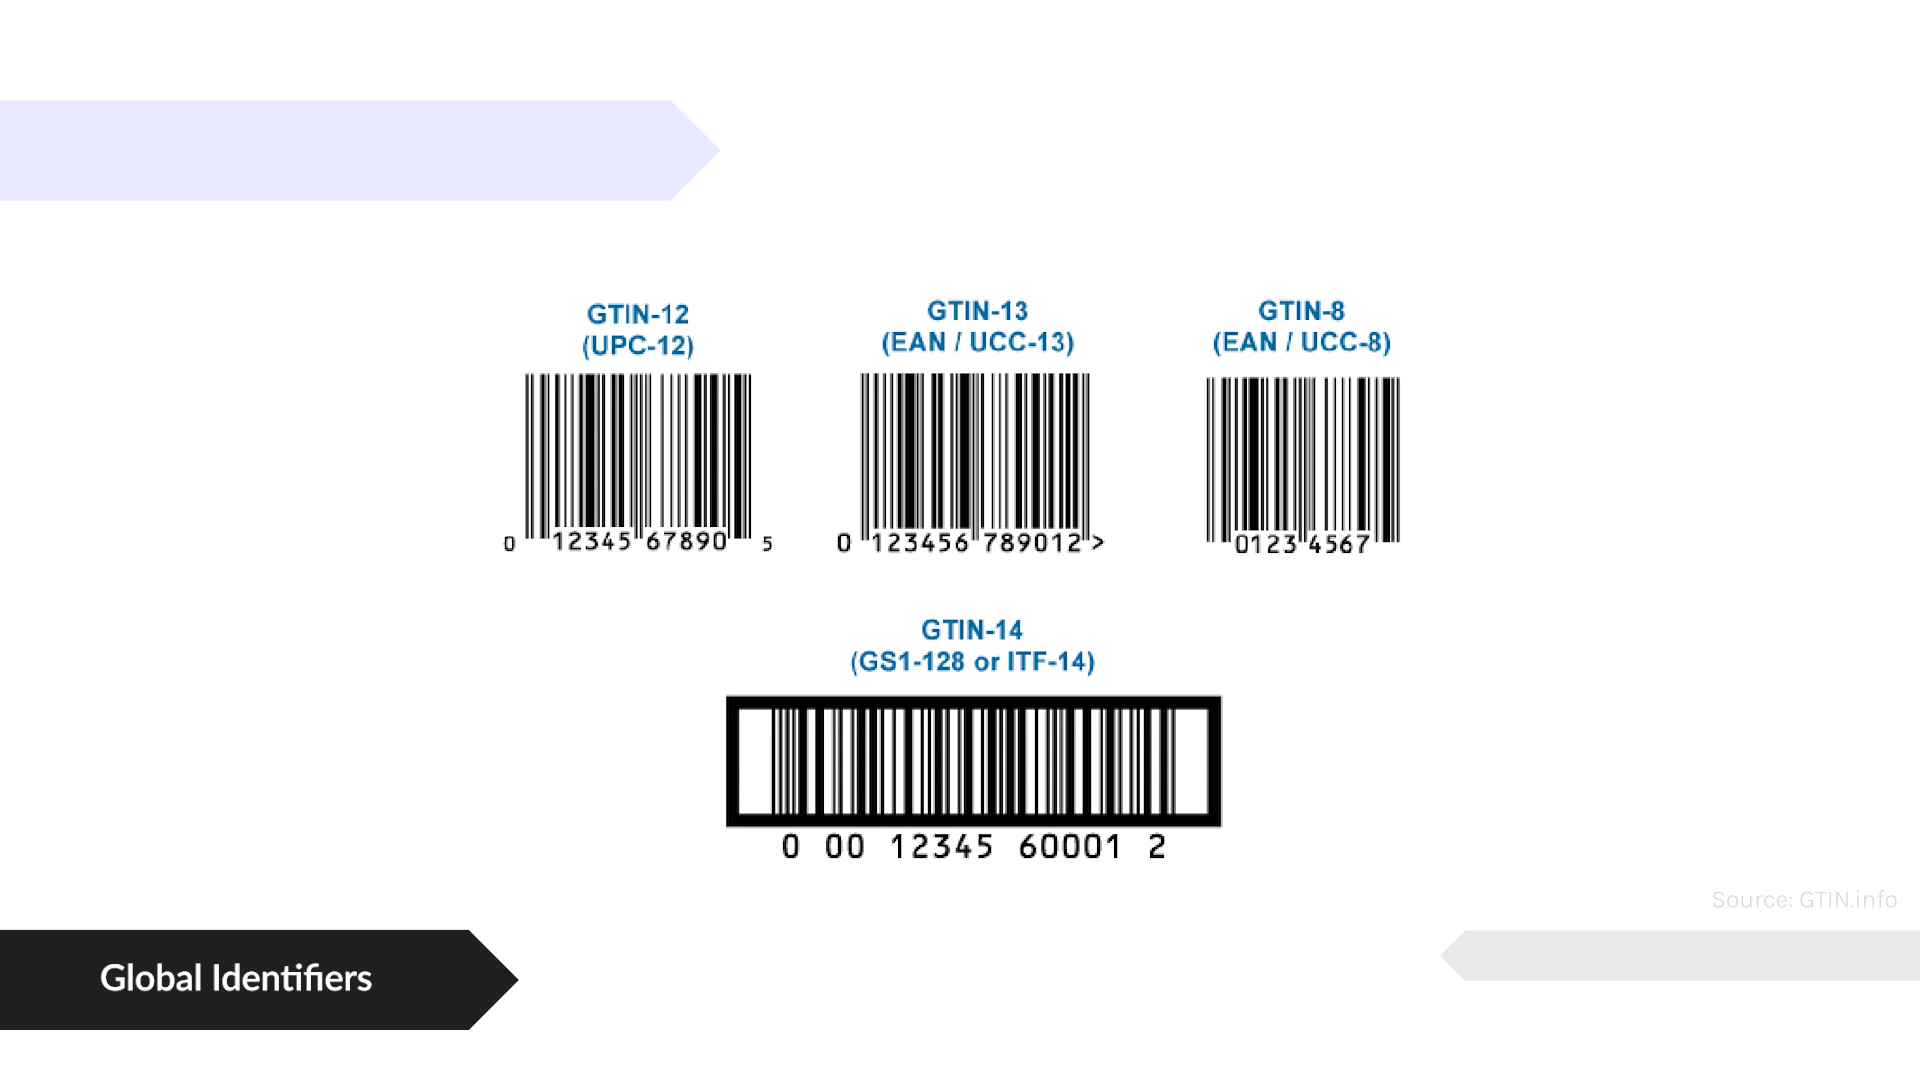 GTIN-12
(UPC-12)
0 12345 67890 5
GTIN-13
(EAN / UCC-13)
0 123456 789012 >
GTIN-8
(EAN / UCC-8)
0123 4567
GTIN-14
(GS1-128 or ITF-14)
0 00 12345 60001 2
Source: GTIN.info
Global Identifiers